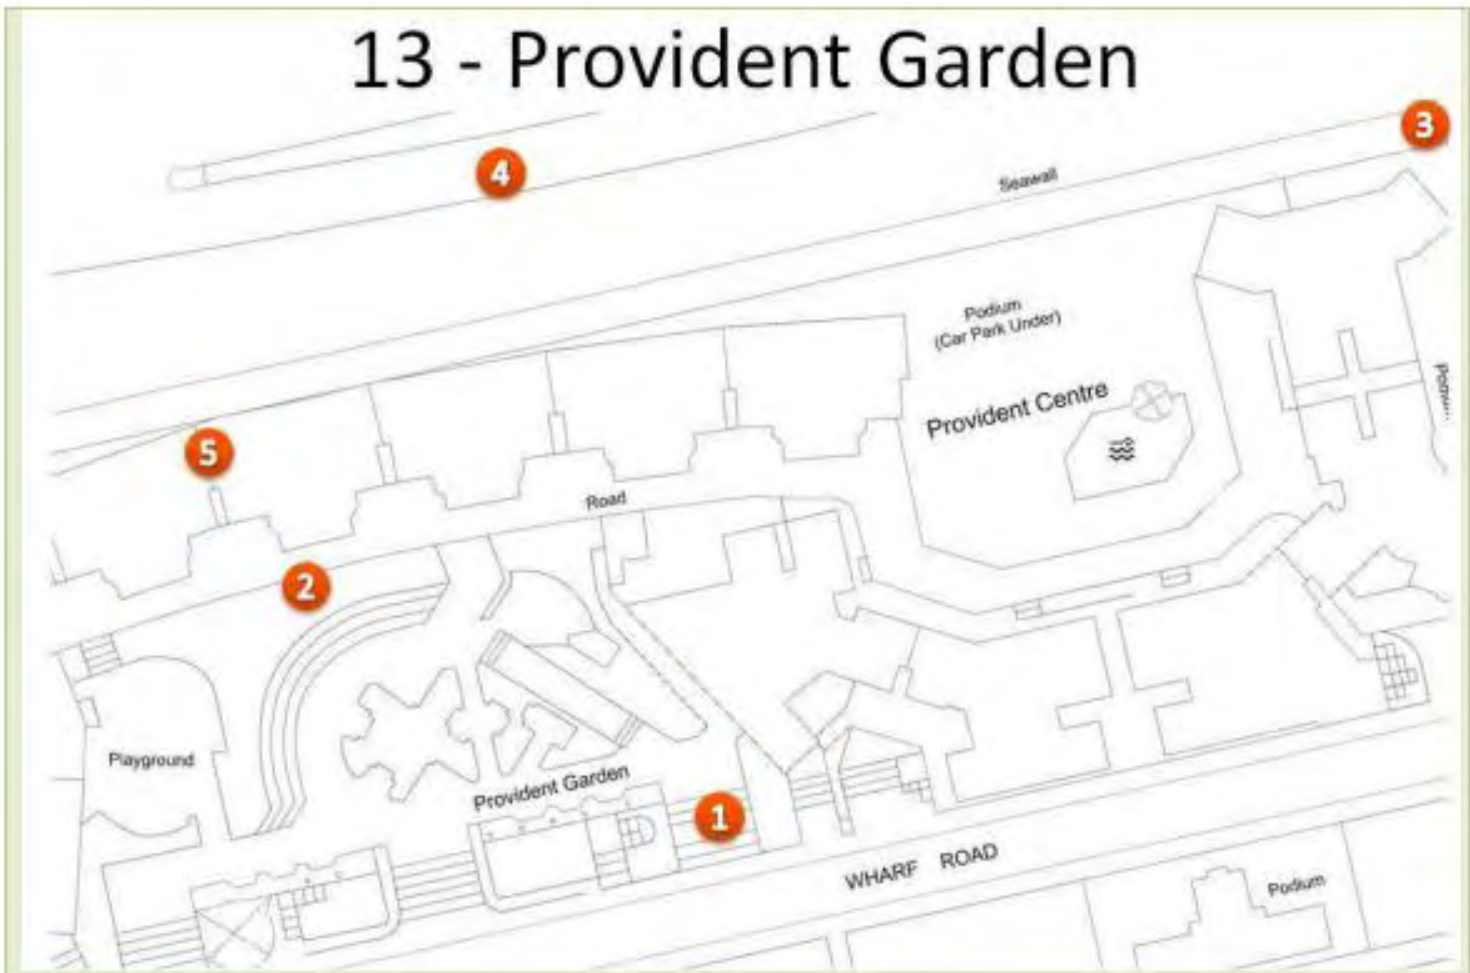 13 - Provident Garden
3
4
Seawall
Podium
(Car Park Under)
Provident Centre
5
Road
2
Playground
Provident Garden
1
WHARF ROAD
Podium